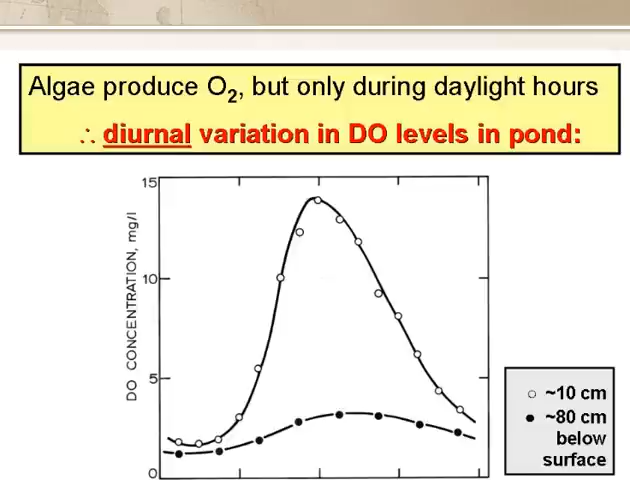 Algae produce O2, but only during daylight hours
∴ diurnal variation in DO levels in pond:
DO CONCENTRATION, mg/l
15
10
5
0
○ ~10 cm
● ~80 cm
below
surface